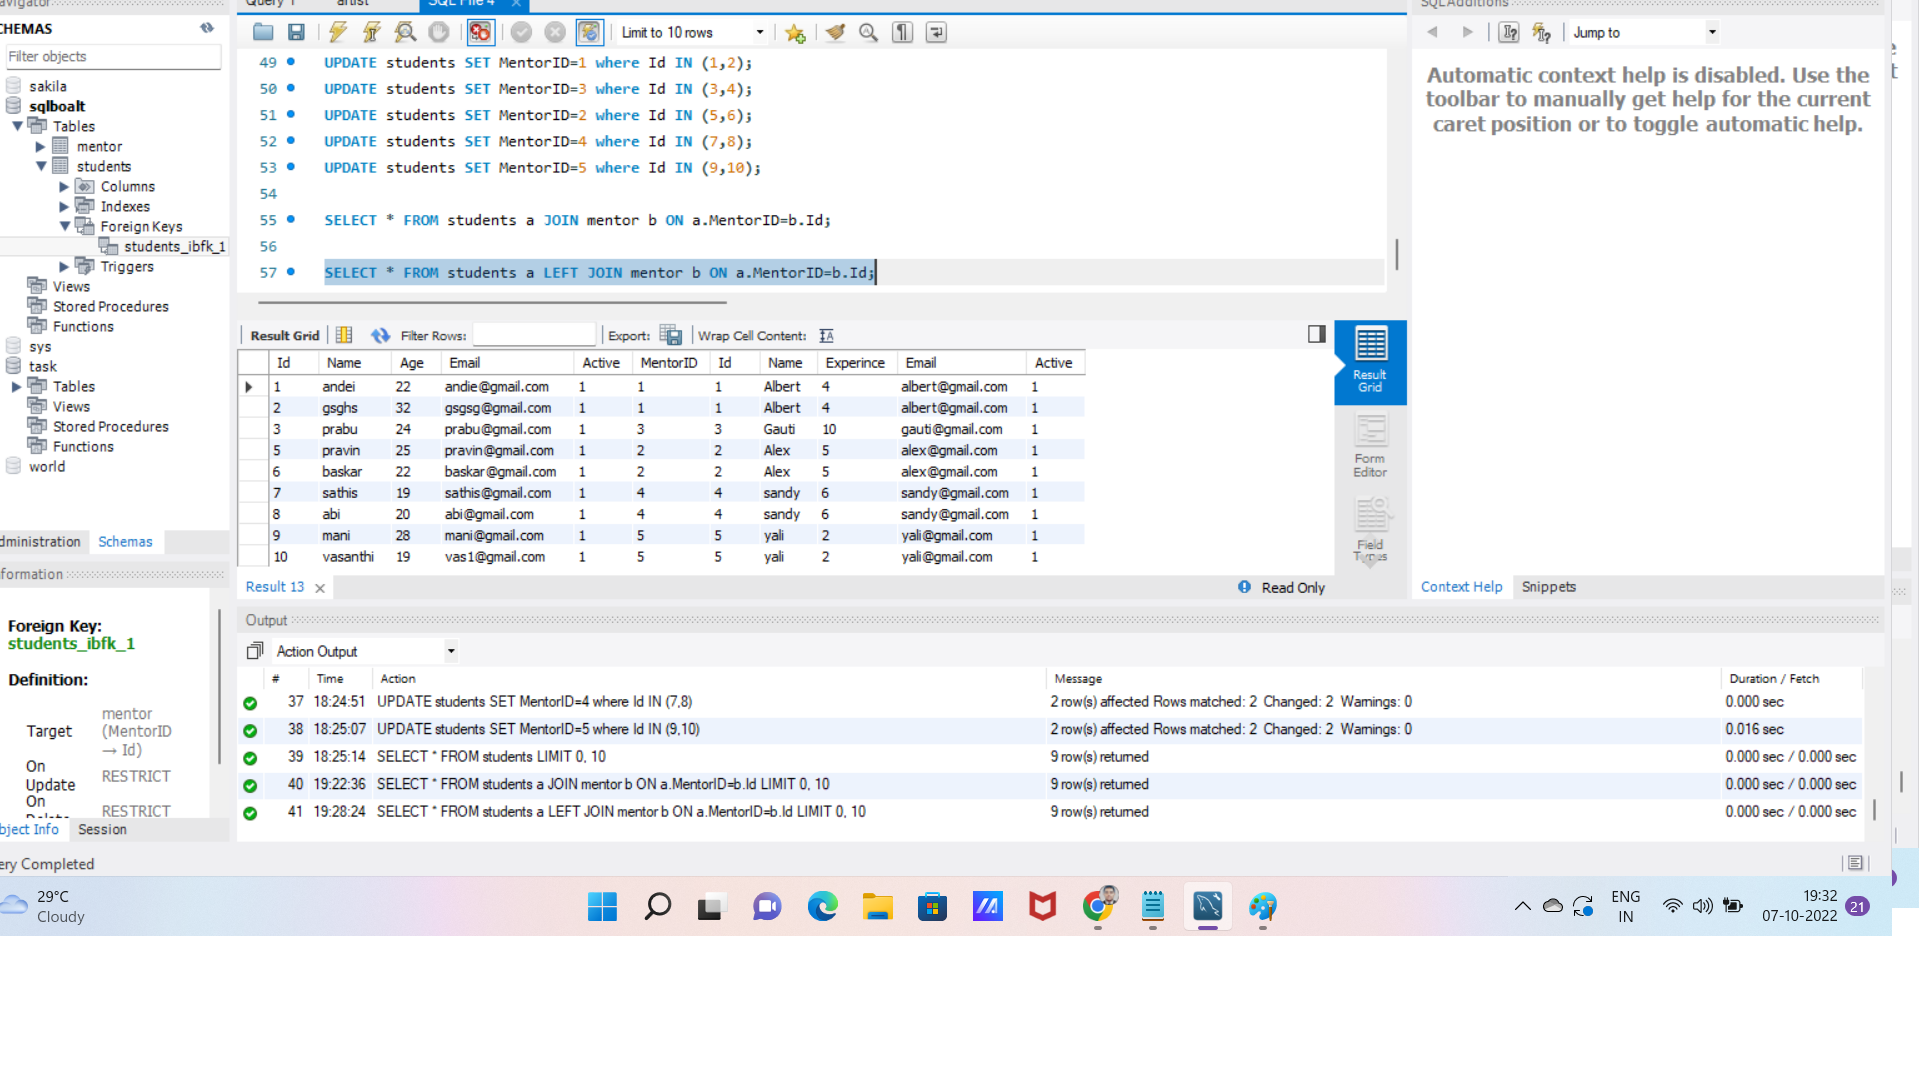 Query 1 artist SQL File 4
SQLAdditions
CHEMAS
Filter objects
sakila
sqlboalt
Tables
mentor
students
Columns
Indexes
Foreign Keys
students_ibfk_1
Triggers
Views
Stored Procedures
Functions
sys
task
Tables
Views
Stored Procedures
Functions
world
dministration Schemas
formation
Foreign Key:
students_ibfk_1
Definition:
Target mentor
(MentorID
→ Id)
On
Update RESTRICT
On
RESTRICT
bject Info Session
ery Completed
Limit to 10 rows
49 UPDATE students SET MentorID=1 where Id IN (1,2);
50 UPDATE students SET MentorID=3 where Id IN (3,4);
51 UPDATE students SET MentorID=2 where Id IN (5,6);
52 UPDATE students SET MentorID=4 where Id IN (7,8);
53 UPDATE students SET MentorID=5 where Id IN (9,10);
54
55 SELECT * FROM students a JOIN mentor b ON a.MentorID=b.Id;
56
57 SELECT * FROM students a LEFT JOIN mentor b ON a.MentorID=b.Id;
Result Grid Filter Rows: Export: Wrap Cell Content:
Id Name Age Email Active MentorID Id Name Experince Email Active
1 andei 22 andie@gmail.com 1 1 1 Albert 4 albert@gmail.com 1
2 gsghs 32 gsgsg@gmail.com 1 1 1 Albert 4 albert@gmail.com 1
3 prabu 24 prabu@gmail.com 1 3 3 Gauti 10 gauti@gmail.com 1
5 pravin 25 pravin@gmail.com 1 2 2 Alex 5 alex@gmail.com 1
6 baskar 22 baskar@gmail.com 1 2 2 Alex 5 alex@gmail.com 1
7 sathis 19 sathis@gmail.com 1 4 4 sandy 6 sandy@gmail.com 1
8 abi 20 abi@gmail.com 1 4 4 sandy 6 sandy@gmail.com 1
9 mani 28 mani@gmail.com 1 5 5 yali 2 yali@gmail.com 1
10 vasanthi 19 vas1@gmail.com 1 5 5 yali 2 yali@gmail.com 1
Result
Grid
Form
Editor
Field
Types
Result 13 Read Only
Jump to
Automatic context help is disabled. Use the
toolbar to manually get help for the current
caret position or to toggle automatic help.
Context Help Snippets
Output
Action Output
# Time Action Message Duration / Fetch
37 18:24:51 UPDATE students SET MentorID=4 where Id IN (7,8) 2 row(s) affected Rows matched: 2 Changed: 2 Warnings: 0 0.000 sec
38 18:25:07 UPDATE students SET MentorID=5 where Id IN (9,10) 2 row(s) affected Rows matched: 2 Changed: 2 Warnings: 0 0.016 sec
39 18:25:14 SELECT * FROM students LIMIT 0, 10 9 row(s) returned 0.000 sec / 0.000 sec
40 19:22:36 SELECT * FROM students a JOIN mentor b ON a.MentorID=b.Id LIMIT 0, 10 9 row(s) returned 0.000 sec / 0.000 sec
41 19:28:24 SELECT * FROM students a LEFT JOIN mentor b ON a.MentorID=b.Id LIMIT 0, 10 9 row(s) returned 0.000 sec / 0.000 sec
29°C
Cloudy
ENG
IN
19:32
07-10-2022
21